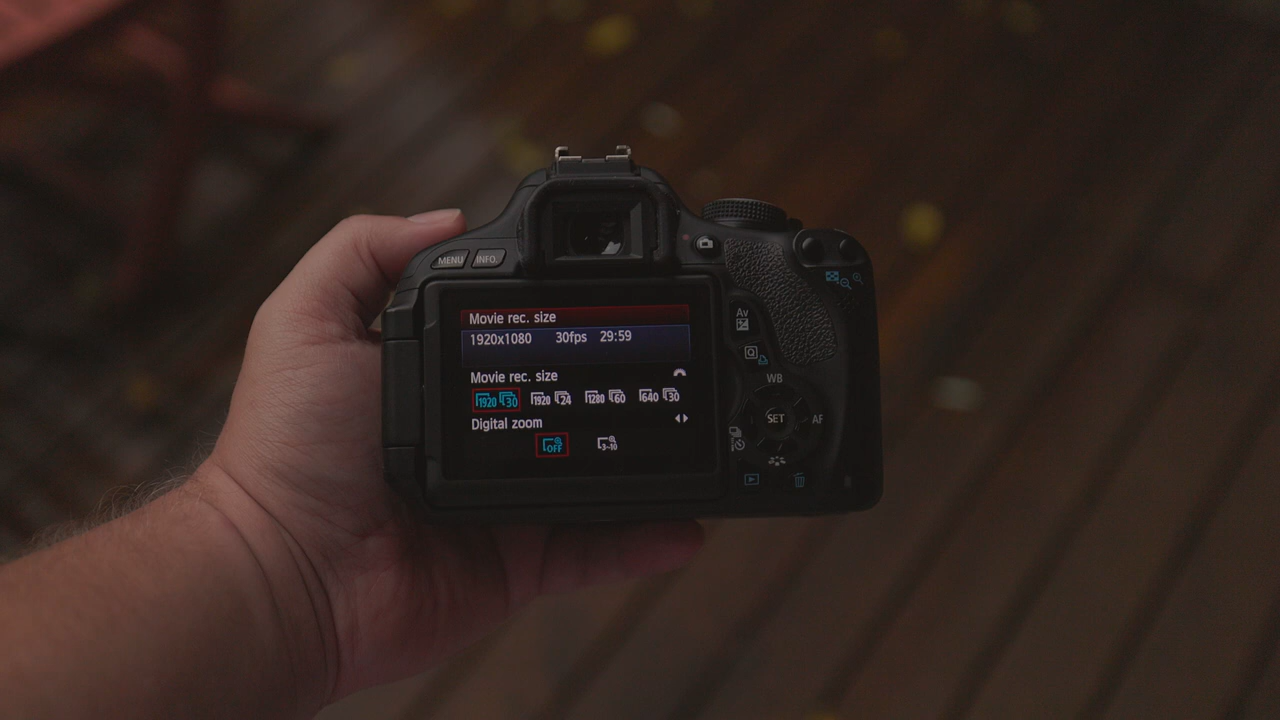 MENU INFO.
Movie rec. size
1920x1080 30fps 29:59
Movie rec. size
1920 30 1920 24 1280 60 640 30
Digital zoom
OFF 3~10
Av
Q
WB
SET
AF